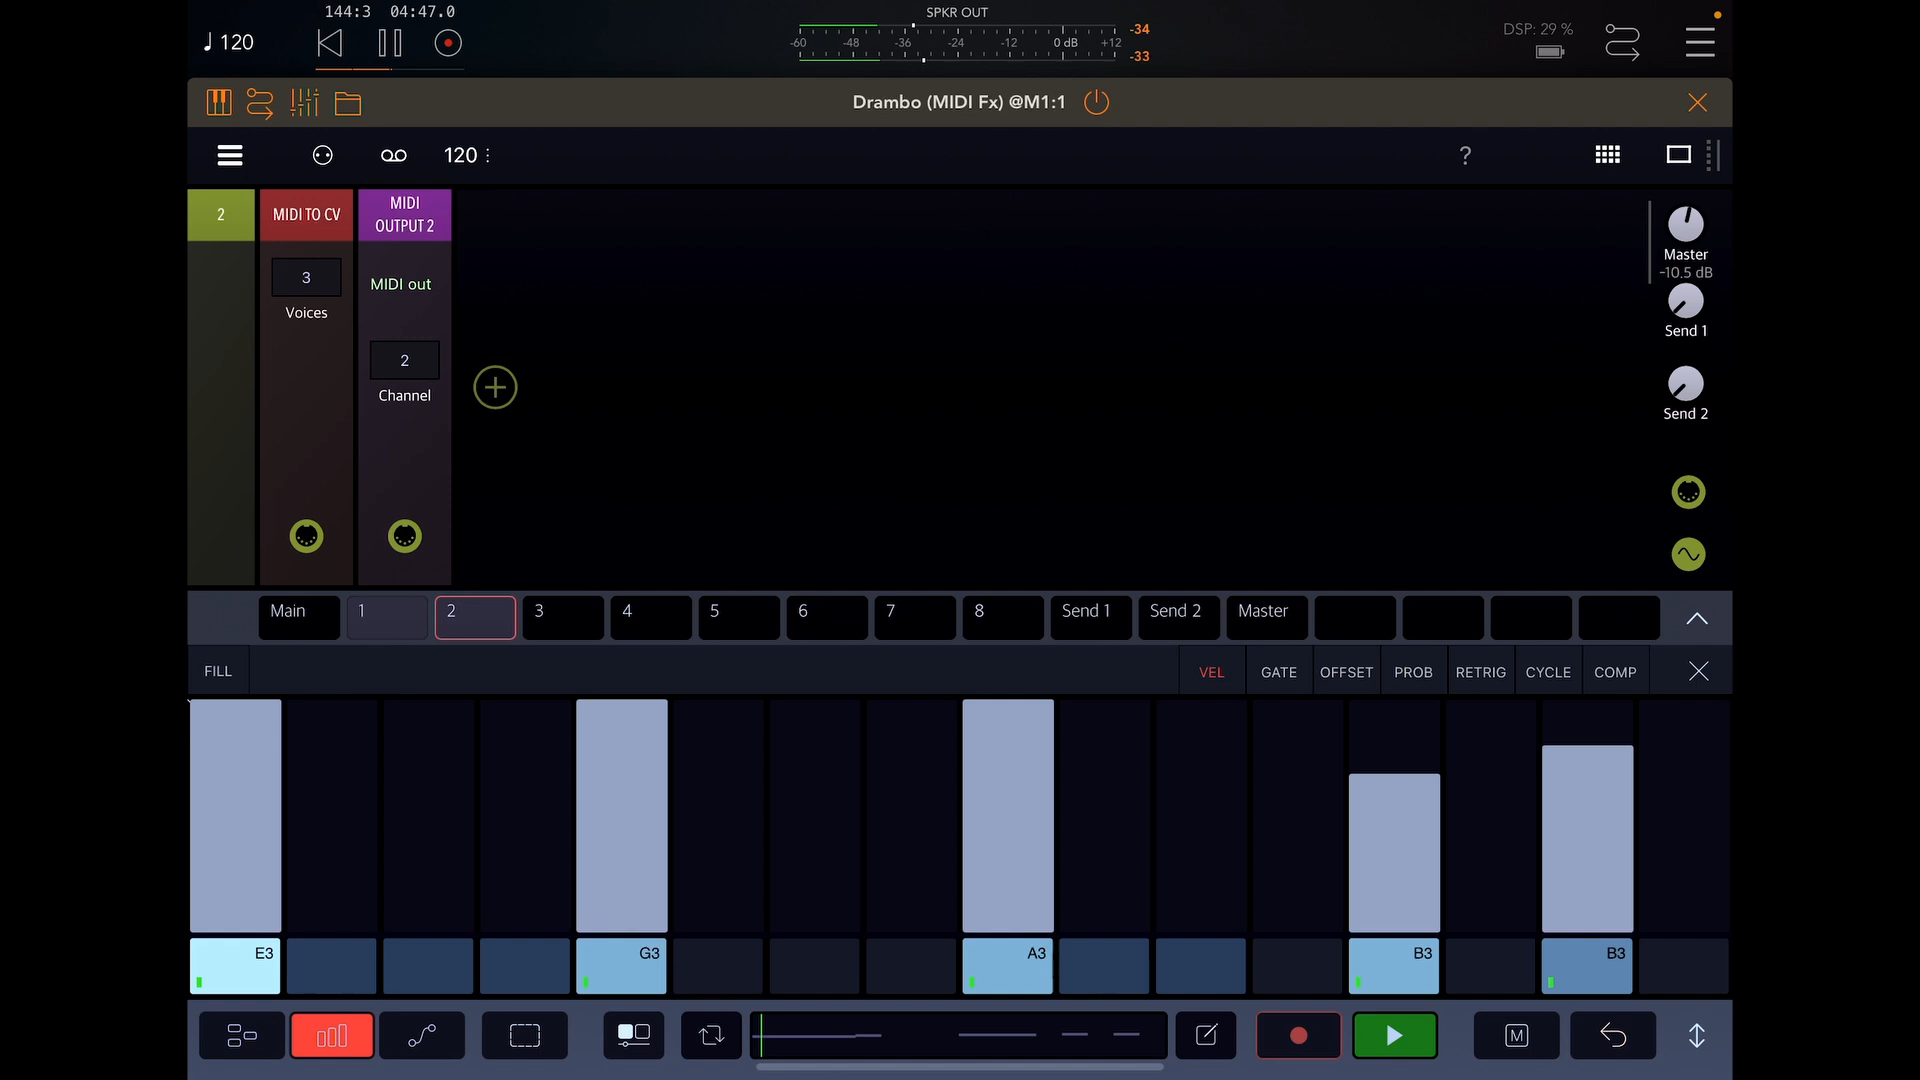 144:3 04:47.0
SPKR OUT
120
-60 -48 -36 -24 -12 0 dB +12
-34
-33
DSP: 29 %
Drambo (MIDI Fx) @M1:1
120
?
2
MIDI TO CV
MIDI
OUTPUT 2
3
Voices
MIDI out
2
Channel
Master
-10.5 dB
Send 1
Send 2
Main 1 2 3 4 5 6 7 8 Send 1 Send 2 Master
FILL
VEL GATE OFFSET PROB RETRIG CYCLE COMP
E3 G3 A3 B3 B3
M